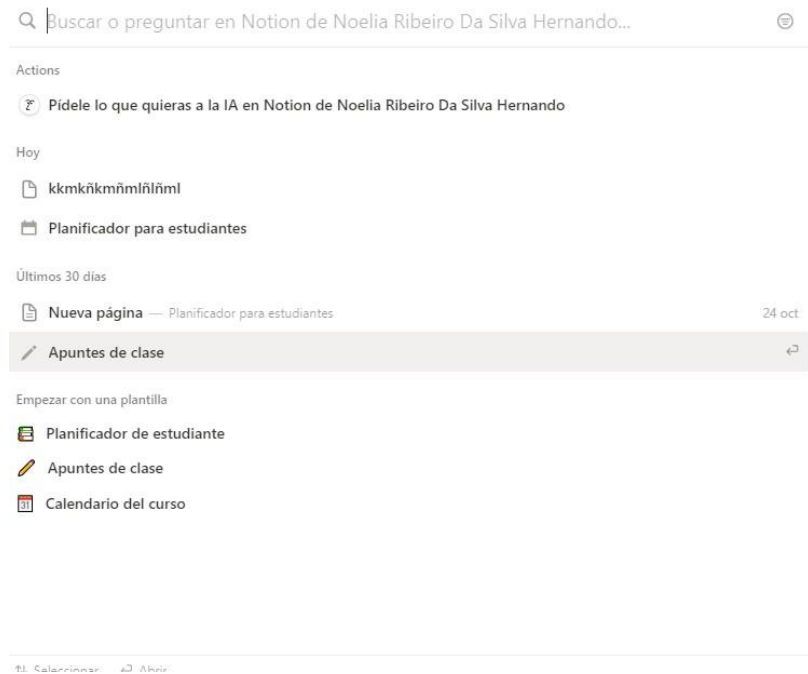 Buscar o preguntar en Notion de Noelia Ribeiro Da Silva Hernando...
Actions
Pídele lo que quieras a la IA en Notion de Noelia Ribeiro Da Silva Hernando
Hoy
kkmkñkmñmlñlñml
Planificador para estudiantes
Últimos 30 días
Nueva página — Planificador para estudiantes 24 oct
Apuntes de clase
Empezar con una plantilla
Planificador de estudiante
Apuntes de clase
31 Calendario del curso
Seleccionar Abrir